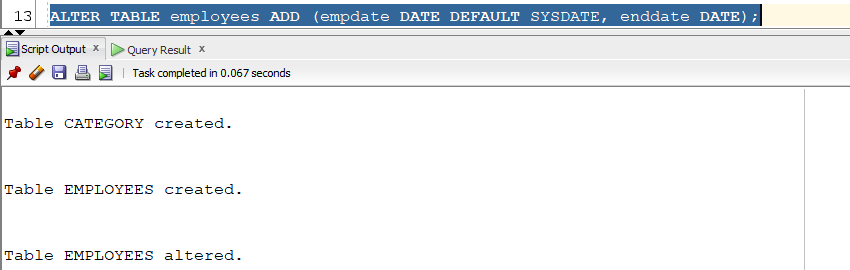 13 ALTER TABLE employees ADD (empdate DATE DEFAULT SYSDATE, enddate DATE);
Script Output x Query Result x
Task completed in 0.067 seconds
Table CATEGORY created.
Table EMPLOYEES created.
Table EMPLOYEES altered.